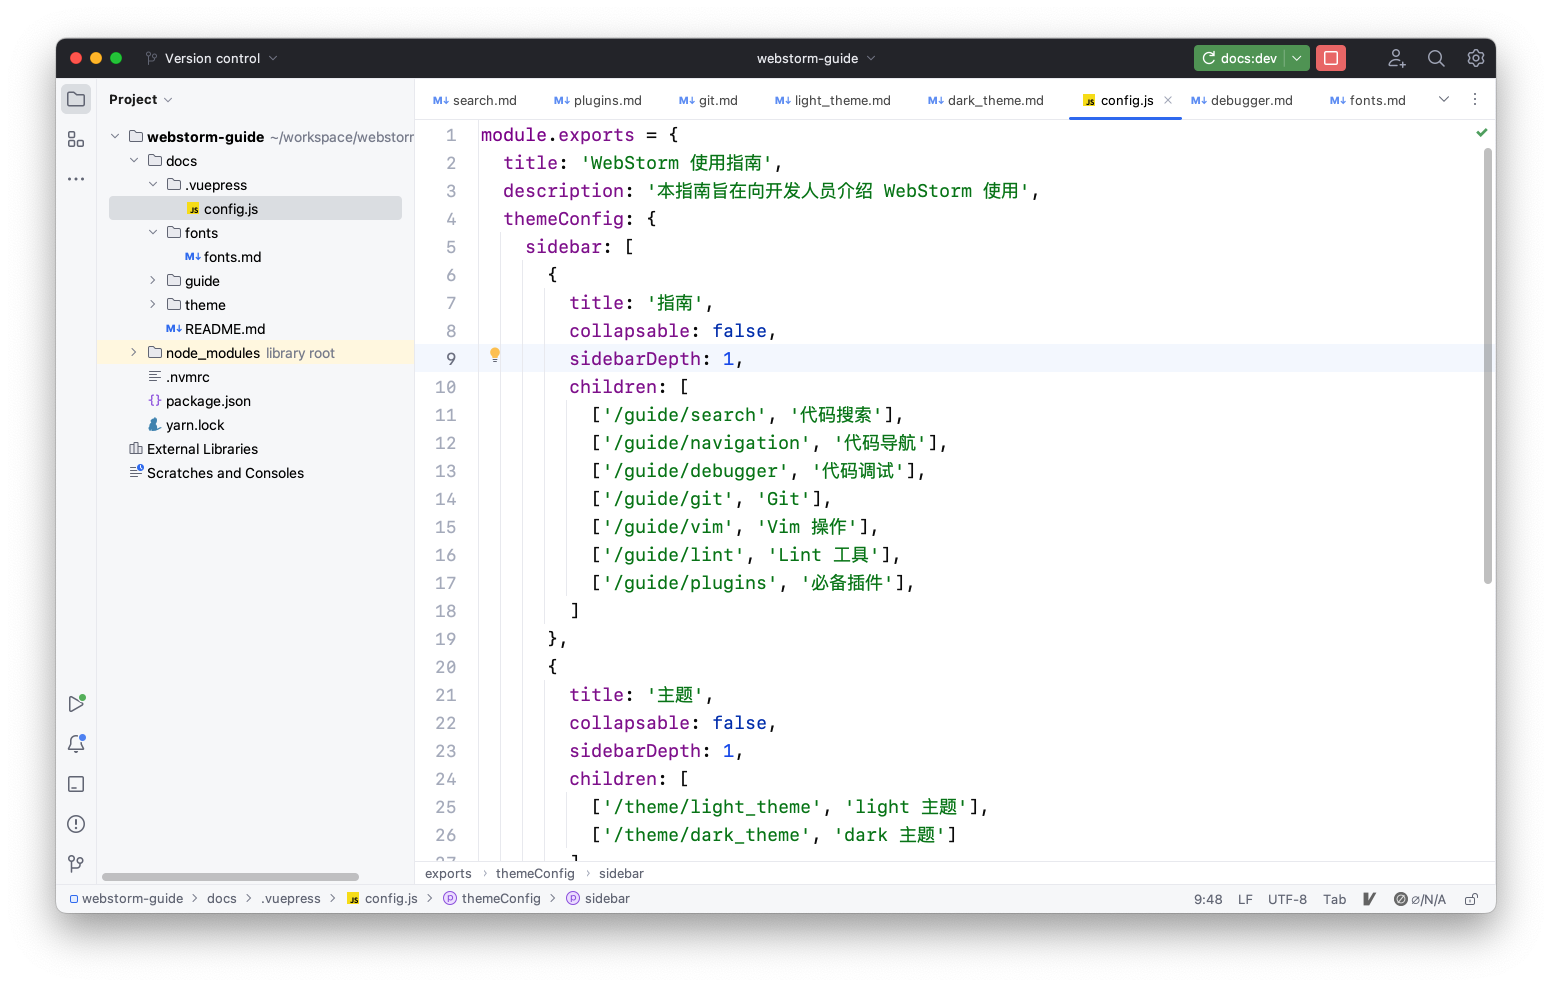 Version control
webstorm-guide
docs:dev
Project
webstorm-guide ~/workspace/webstorm
docs
.vuepress
config.js
fonts
fonts.md
guide
theme
README.md
node_modules library root
.nvmrc
package.json
yarn.lock
External Libraries
Scratches and Consoles
search.md plugins.md git.md light_theme.md dark_theme.md config.js debugger.md fonts.md
1 module.exports = {
2 title: 'WebStorm 使用指南',
3 description: '本指南旨在向开发人员介绍 WebStorm 使用',
4 themeConfig: {
5 sidebar: [
6 {
7 title: '指南',
8 collapsable: false,
9 sidebarDepth: 1,
10 children: [
11 ['/guide/search', '代码搜索'],
12 ['/guide/navigation', '代码导航'],
13 ['/guide/debugger', '代码调试'],
14 ['/guide/git', 'Git'],
15 ['/guide/vim', 'Vim 操作'],
16 ['/guide/lint', 'Lint 工具'],
17 ['/guide/plugins', '必备插件'],
18 ]
19 },
20 {
21 title: '主题',
22 collapsable: false,
23 sidebarDepth: 1,
24 children: [
25 ['/theme/light_theme', 'light 主题'],
26 ['/theme/dark_theme', 'dark 主题']
27 ]
exports › themeConfig › sidebar
webstorm-guide > docs > .vuepress > config.js > themeConfig > sidebar
9:48 LF UTF-8 Tab ⌀/N/A